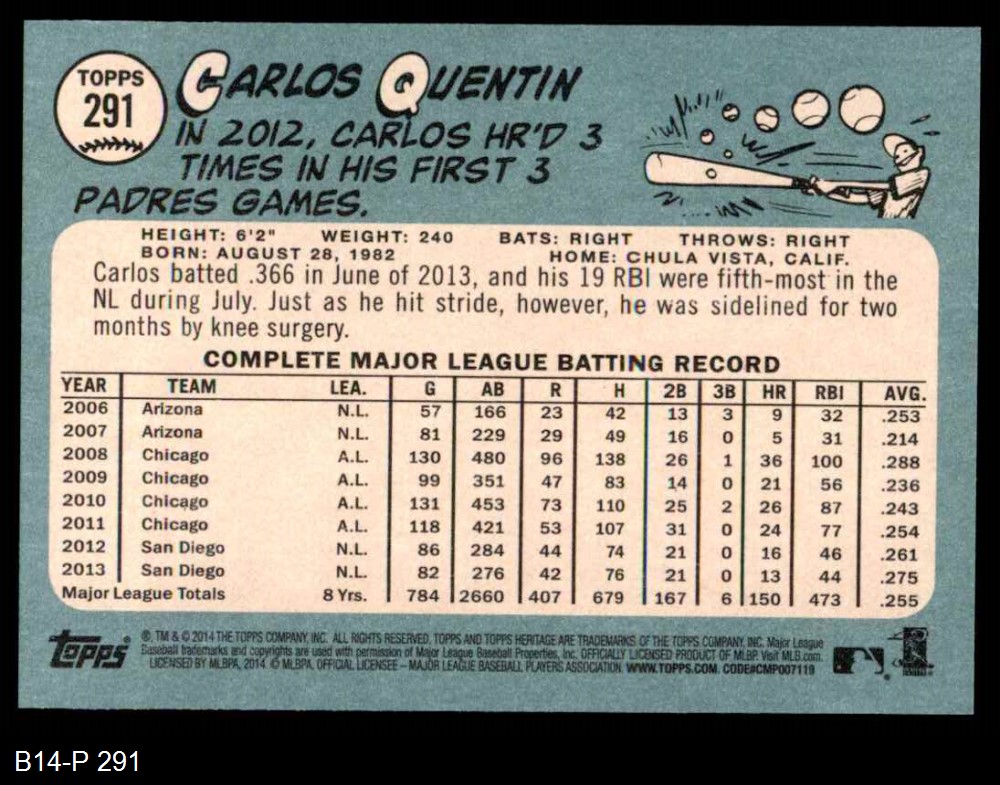 TOPPS
291
CARLOS QUENTIN
IN 2012, CARLOS HR'D 3
TIMES IN HIS FIRST 3
PADRES GAMES.
HEIGHT: 6'2" WEIGHT: 240 BATS: RIGHT THROWS: RIGHT
BORN: AUGUST 28, 1982 HOME: CHULA VISTA, CALIF.
Carlos batted .366 in June of 2013, and his 19 RBI were fifth-most in the
NL during July. Just as he hit stride, however, he was sidelined for two
months by knee surgery.
COMPLETE MAJOR LEAGUE BATTING RECORD
YEAR TEAM LEA. G AB R H 2B 3B HR RBI AVG.
2006 Arizona N.L. 57 166 23 42 13 3 9 32 .253
2007 Arizona N.L. 81 229 29 49 16 0 5 31 .214
2008 Chicago A.L. 130 480 96 138 26 1 36 100 .288
2009 Chicago A.L. 99 351 47 83 14 0 21 56 .236
2010 Chicago A.L. 131 453 73 110 25 2 26 87 .243
2011 Chicago A.L. 118 421 53 107 31 0 24 77 .254
2012 San Diego N.L. 86 284 44 74 21 0 16 46 .261
2013 San Diego N.L. 82 276 42 76 21 0 13 44 .275
Major League Totals 8 Yrs. 784 2660 407 679 167 6 150 473 .255
Topps ®
®, TM & © 2014 THE TOPPS COMPANY, INC. ALL RIGHTS RESERVED. TOPPS AND TOPPS HERITAGE ARE TRADEMARKS OF THE TOPPS COMPANY, INC. Major League
Baseball trademarks and copyrights are used with permission of Major League Baseball Properties, Inc. OFFICIALLY LICENSED PRODUCT OF MLBP. Visit MLB.com.
LICENSED BY MLBPA, 2014 © MLBPA, OFFICIAL LICENSEE – MAJOR LEAGUE BASEBALL PLAYERS ASSOCIATION WWW.TOPPS.COM. CODE#CMP007119
B14-P 291